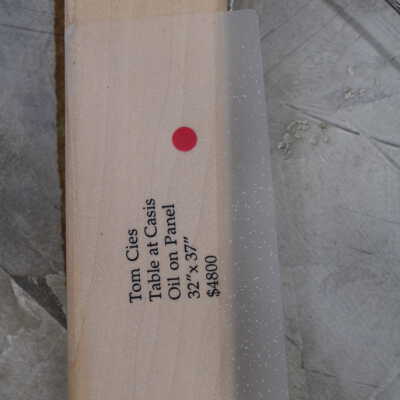 Tom Cies
Table at Casis
Oil on Panel
32" x 37"
$4800